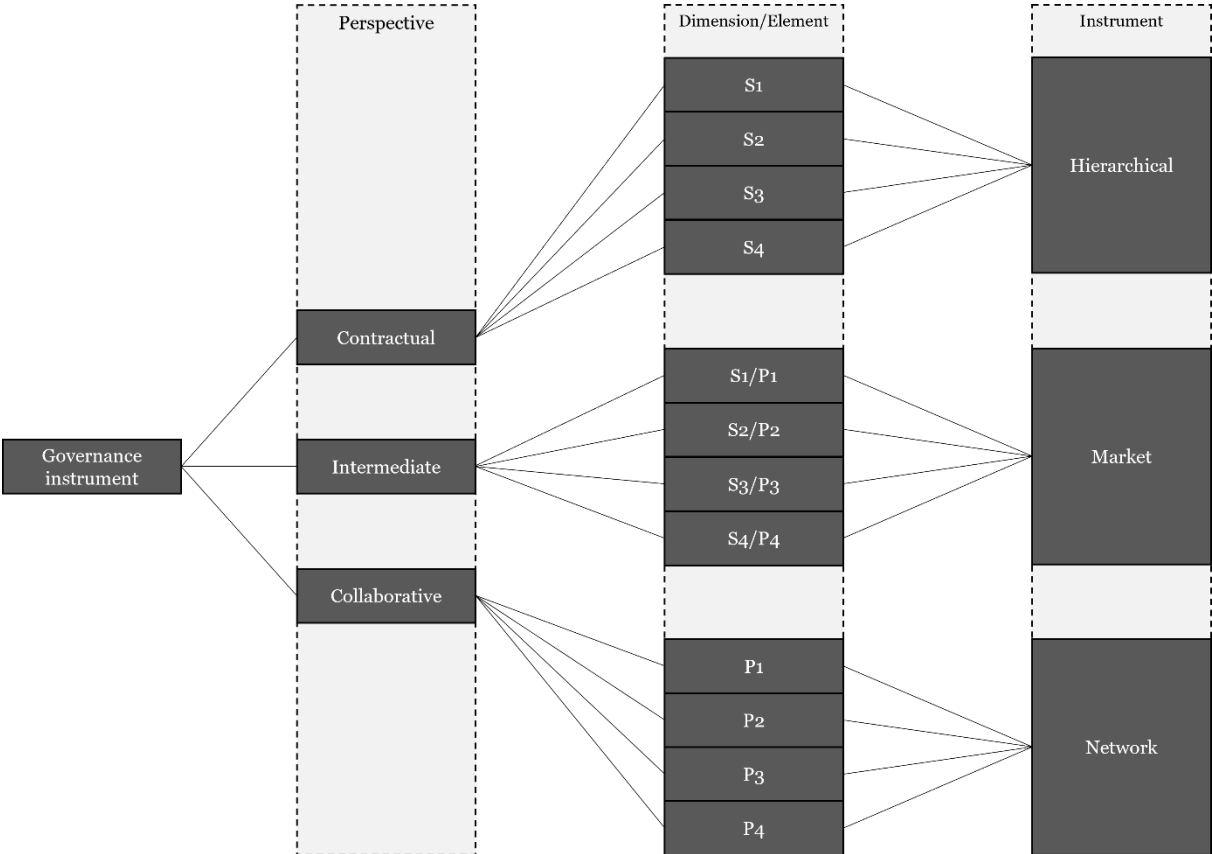 Perspective
Dimension/Element
Instrument
S1
S2
S3
S4
Hierarchical
Contractual
S1/P1
S2/P2
S3/P3
S4/P4
Market
Governance
instrument
Intermediate
Collaborative
P1
P2
P3
P4
Network